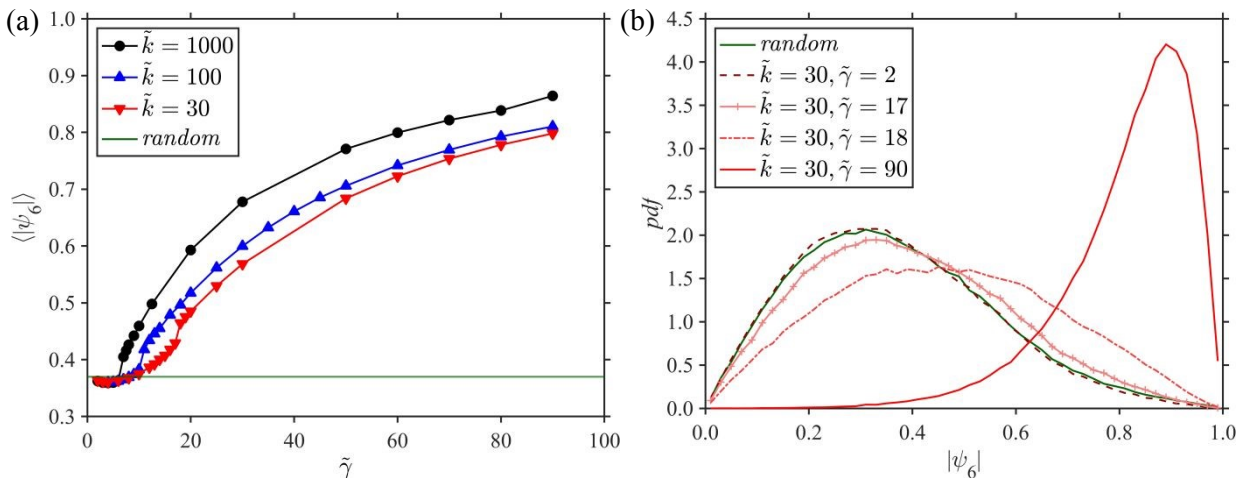 (a)
1.0
0.9
0.8
0.7
0.6
0.5
0.4
0.3
⟨|ψ₆|⟩
k̃ = 1000
k̃ = 100
k̃ = 30
random
0 20 40 60 80 100
γ̃
(b)
4.5
4.0
3.5
3.0
2.5
2.0
1.5
1.0
0.5
0.0
pdf
random
k̃ = 30, γ̃ = 2
k̃ = 30, γ̃ = 17
k̃ = 30, γ̃ = 18
k̃ = 30, γ̃ = 90
0.0 0.2 0.4 0.6 0.8 1.0
|ψ₆|